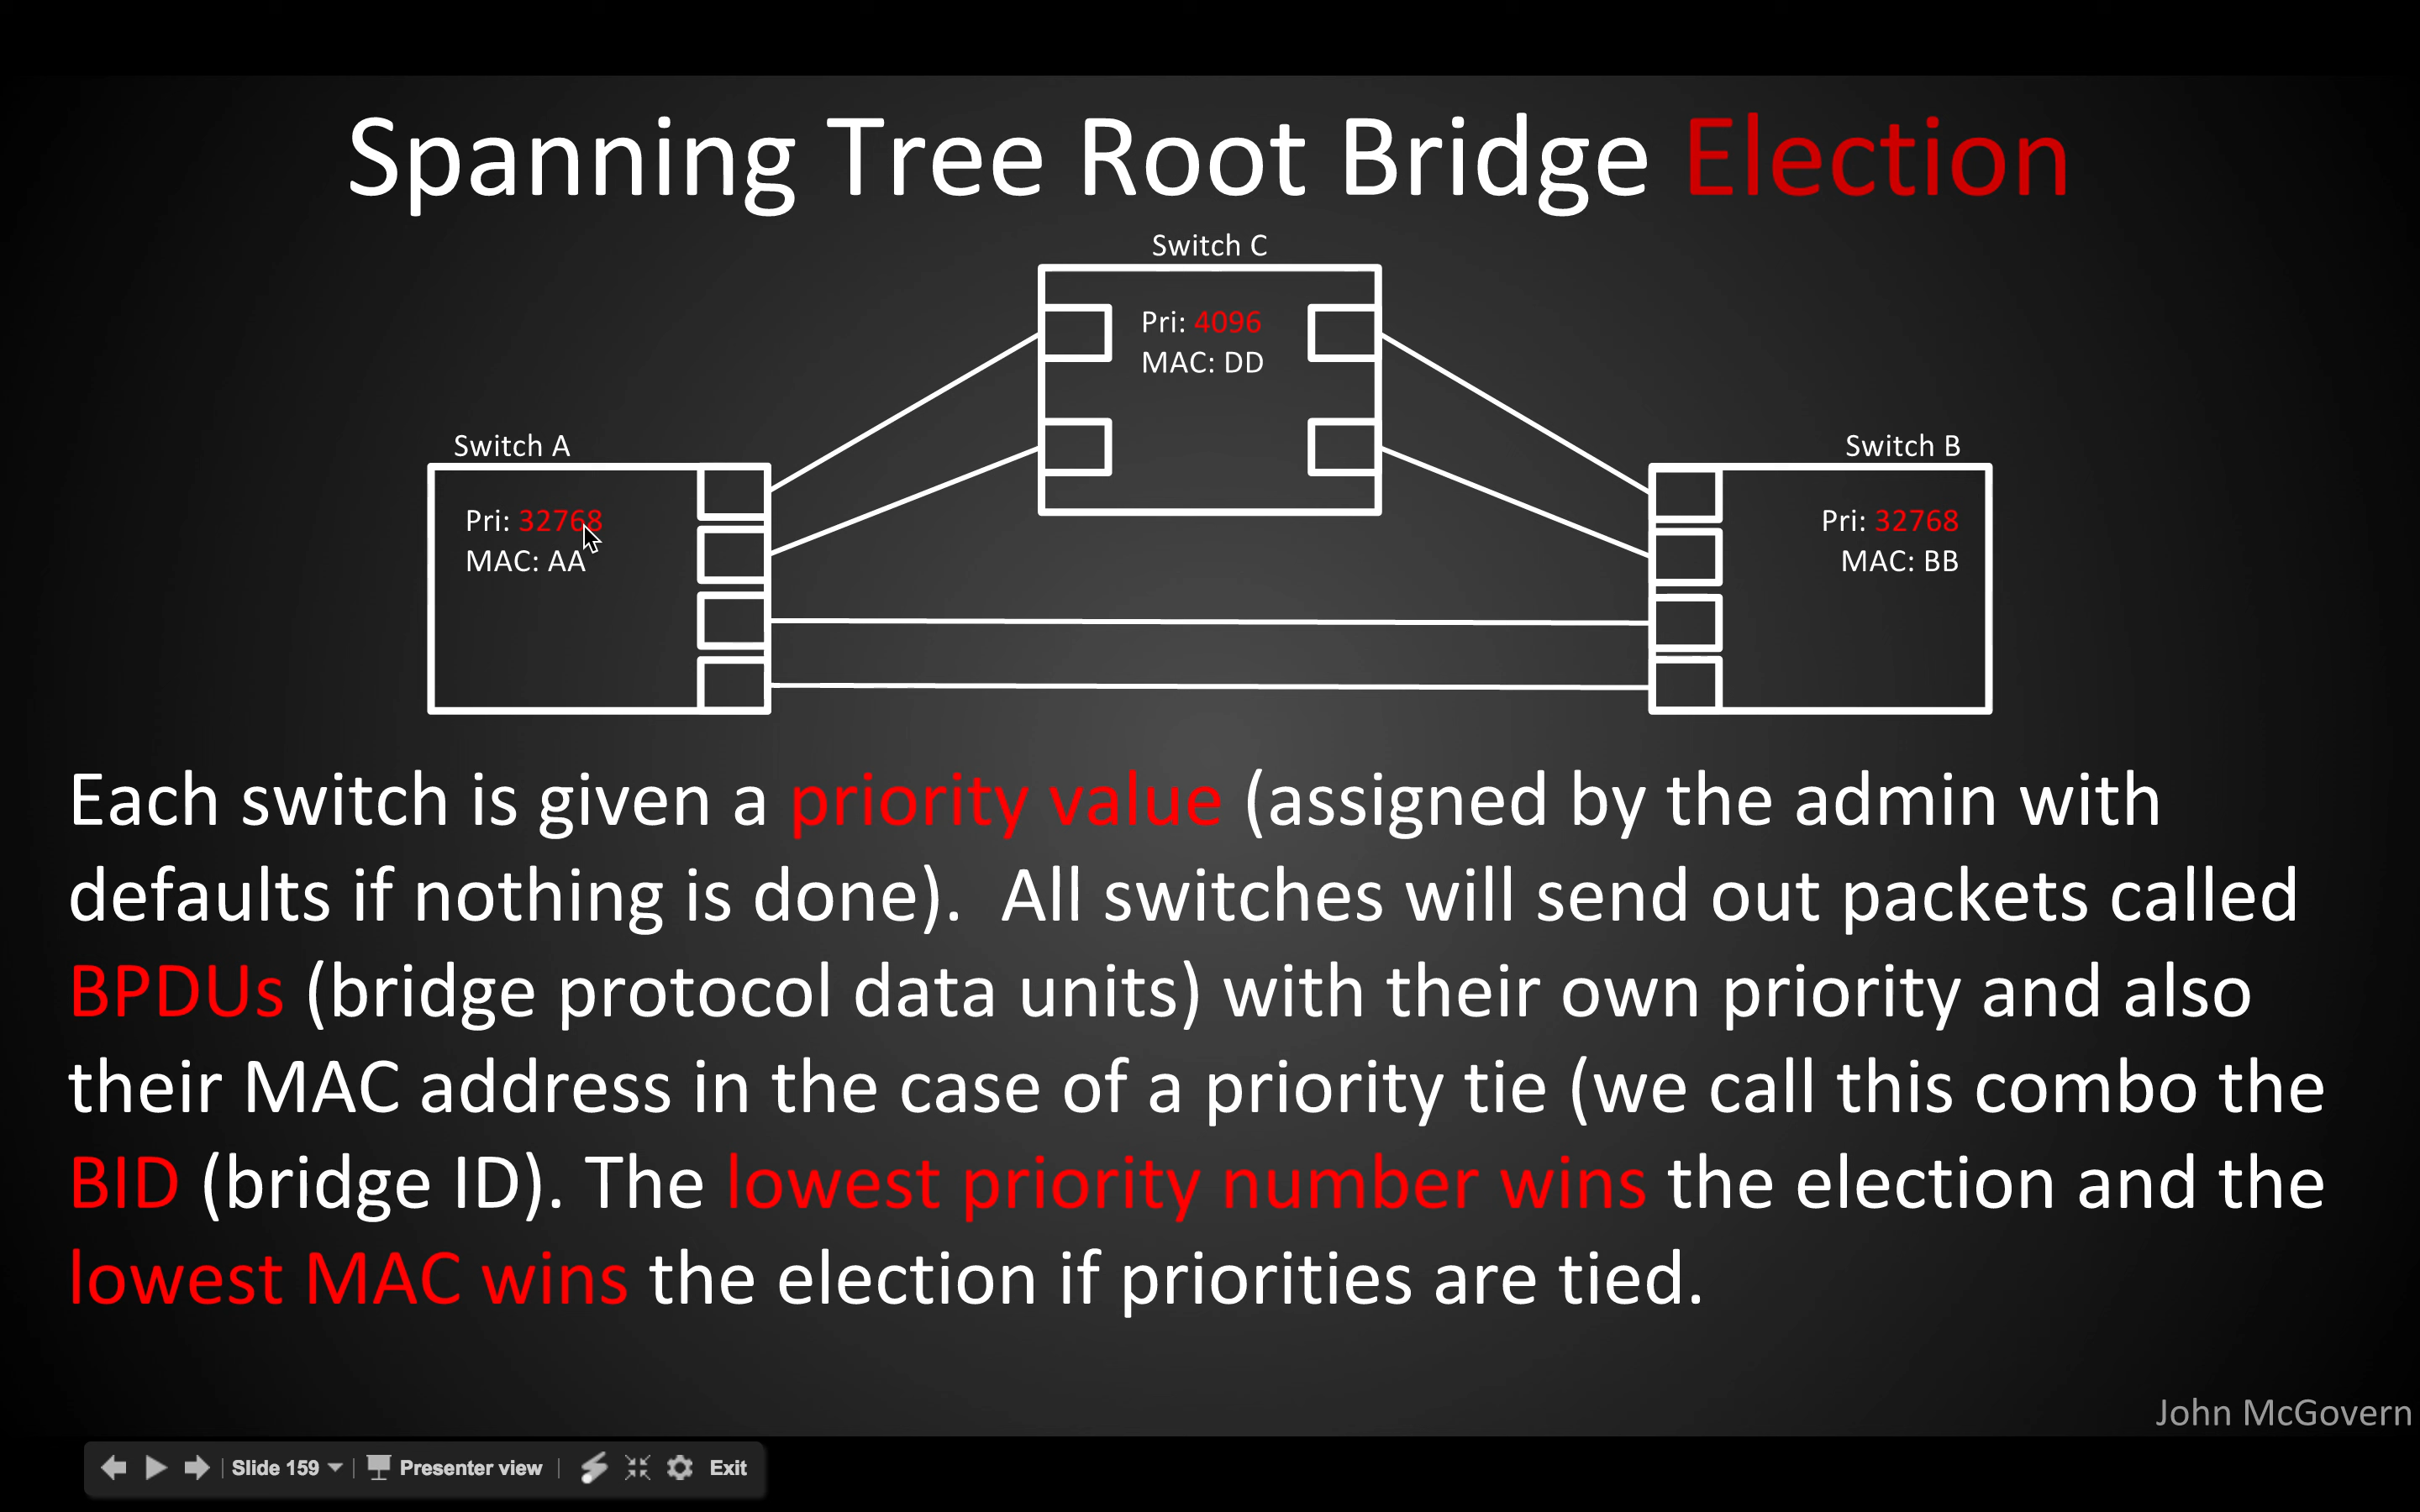 Spanning Tree Root Bridge Election
Switch C
Pri: 4096
MAC: DD
Switch A
Pri: 32768
MAC: AA
Switch B
Pri: 32768
MAC: BB
Each switch is given a priority value (assigned by the admin with
defaults if nothing is done).  All switches will send out packets called
BPDUs (bridge protocol data units) with their own priority and also
their MAC address in the case of a priority tie (we call this combo the
BID (bridge ID). The lowest priority number wins the election and the
lowest MAC wins the election if priorities are tied.
John McGovern
Slide 159 Presenter view Exit